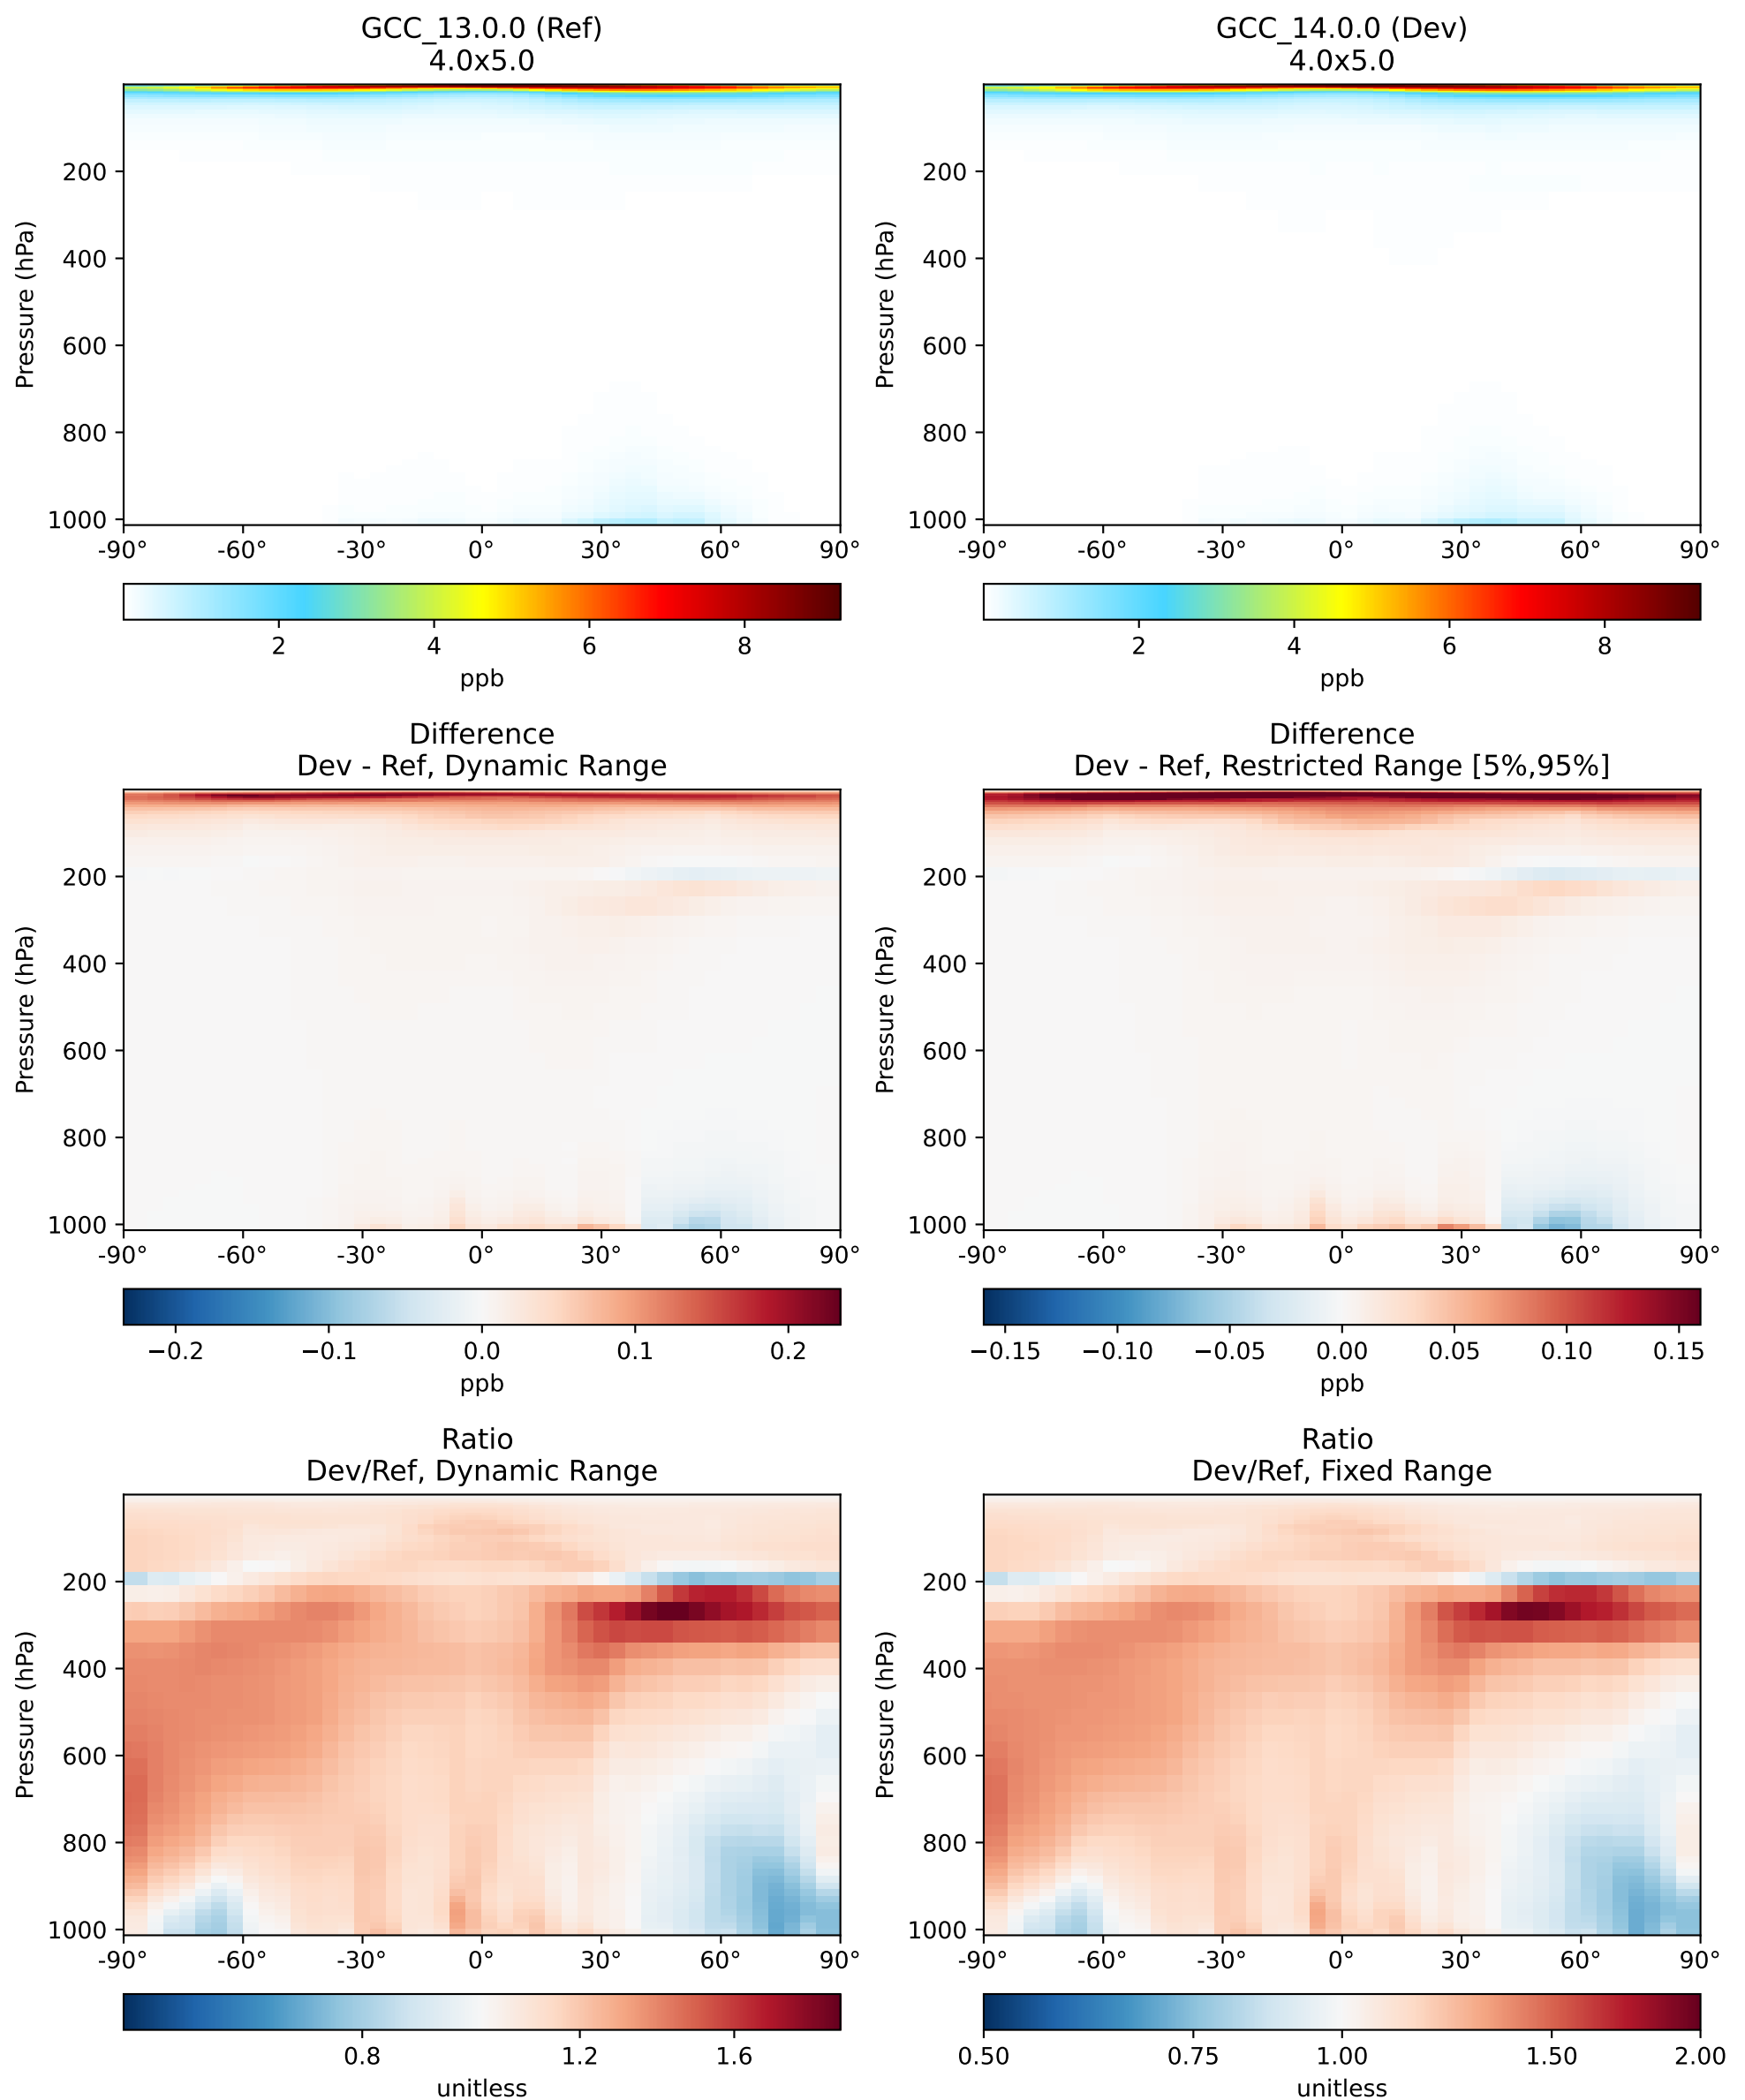 GCC_13.0.0 (Ref)
4.0x5.0
Pressure (hPa)
200
400
600
800
1000
-90° -60° -30° 0° 30° 60° 90°
2 4 6 8
ppb
GCC_14.0.0 (Dev)
4.0x5.0
Pressure (hPa)
200
400
600
800
1000
-90° -60° -30° 0° 30° 60° 90°
2 4 6 8
ppb
Difference
Dev - Ref, Dynamic Range
Pressure (hPa)
200
400
600
800
1000
-90° -60° -30° 0° 30° 60° 90°
−0.2 −0.1 0.0 0.1 0.2
ppb
Difference
Dev - Ref, Restricted Range [5%,95%]
Pressure (hPa)
200
400
600
800
1000
-90° -60° -30° 0° 30° 60° 90°
−0.15 −0.10 −0.05 0.00 0.05 0.10 0.15
ppb
Ratio
Dev/Ref, Dynamic Range
Pressure (hPa)
200
400
600
800
1000
-90° -60° -30° 0° 30° 60° 90°
0.8 1.2 1.6
unitless
Ratio
Dev/Ref, Fixed Range
Pressure (hPa)
200
400
600
800
1000
-90° -60° -30° 0° 30° 60° 90°
0.50 0.75 1.00 1.50 2.00
unitless